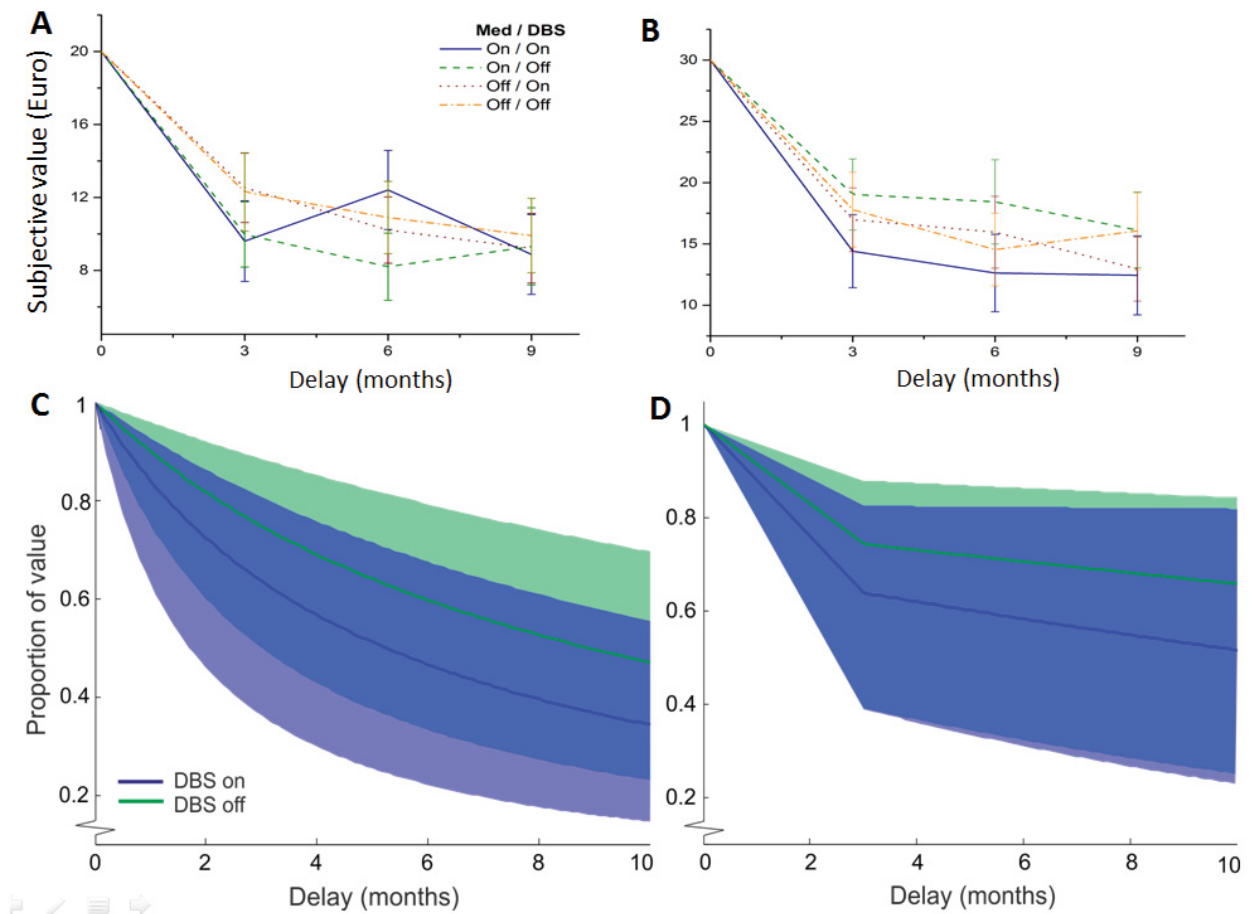 A
Med / DBS
On / On
On / Off
Off / On
Off / Off
Subjective value (Euro)
20
16
12
8
0
3
6
9
Delay (months)
B
30
25
20
15
10
0
3
6
9
Delay (months)
C
1
0.8
0.6
0.4
0.2
Proportion of value
DBS on
DBS off
0
2
4
6
8
10
Delay (months)
D
1
0.8
0.6
0.4
0.2
0
2
4
6
8
10
Delay (months)